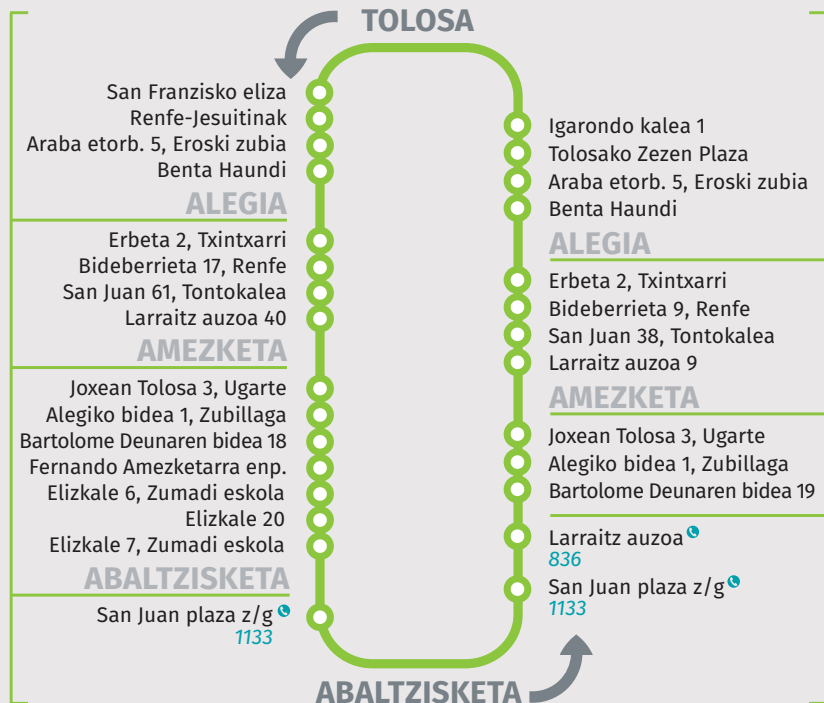 TOLOSA
San Franzisko eliza
Renfe-Jesuitinak
Araba etorb. 5, Eroski zubia
Benta Haundi
ALEGIA
Erbeta 2, Txintxarri
Bideberrieta 17, Renfe
San Juan 61, Tontokalea
Larraitz auzoa 40
AMEZKETA
Joxean Tolosa 3, Ugarte
Alegiko bidea 1, Zubillaga
Bartolome Deunaren bidea 18
Fernando Amezketarra enp.
Elizkale 6, Zumadi eskola
Elizkale 20
Elizkale 7, Zumadi eskola
ABALTZISKETA
San Juan plaza z/g
1133
Igarondo kalea 1
Tolosako Zezen Plaza
Araba etorb. 5, Eroski zubia
Benta Haundi
ALEGIA
Erbeta 2, Txintxarri
Bideberrieta 9, Renfe
San Juan 38, Tontokalea
Larraitz auzoa 9
AMEZKETA
Joxean Tolosa 3, Ugarte
Alegiko bidea 1, Zubillaga
Bartolome Deunaren bidea 19
Larraitz auzoa
836
San Juan plaza z/g
1133
ABALTZISKETA